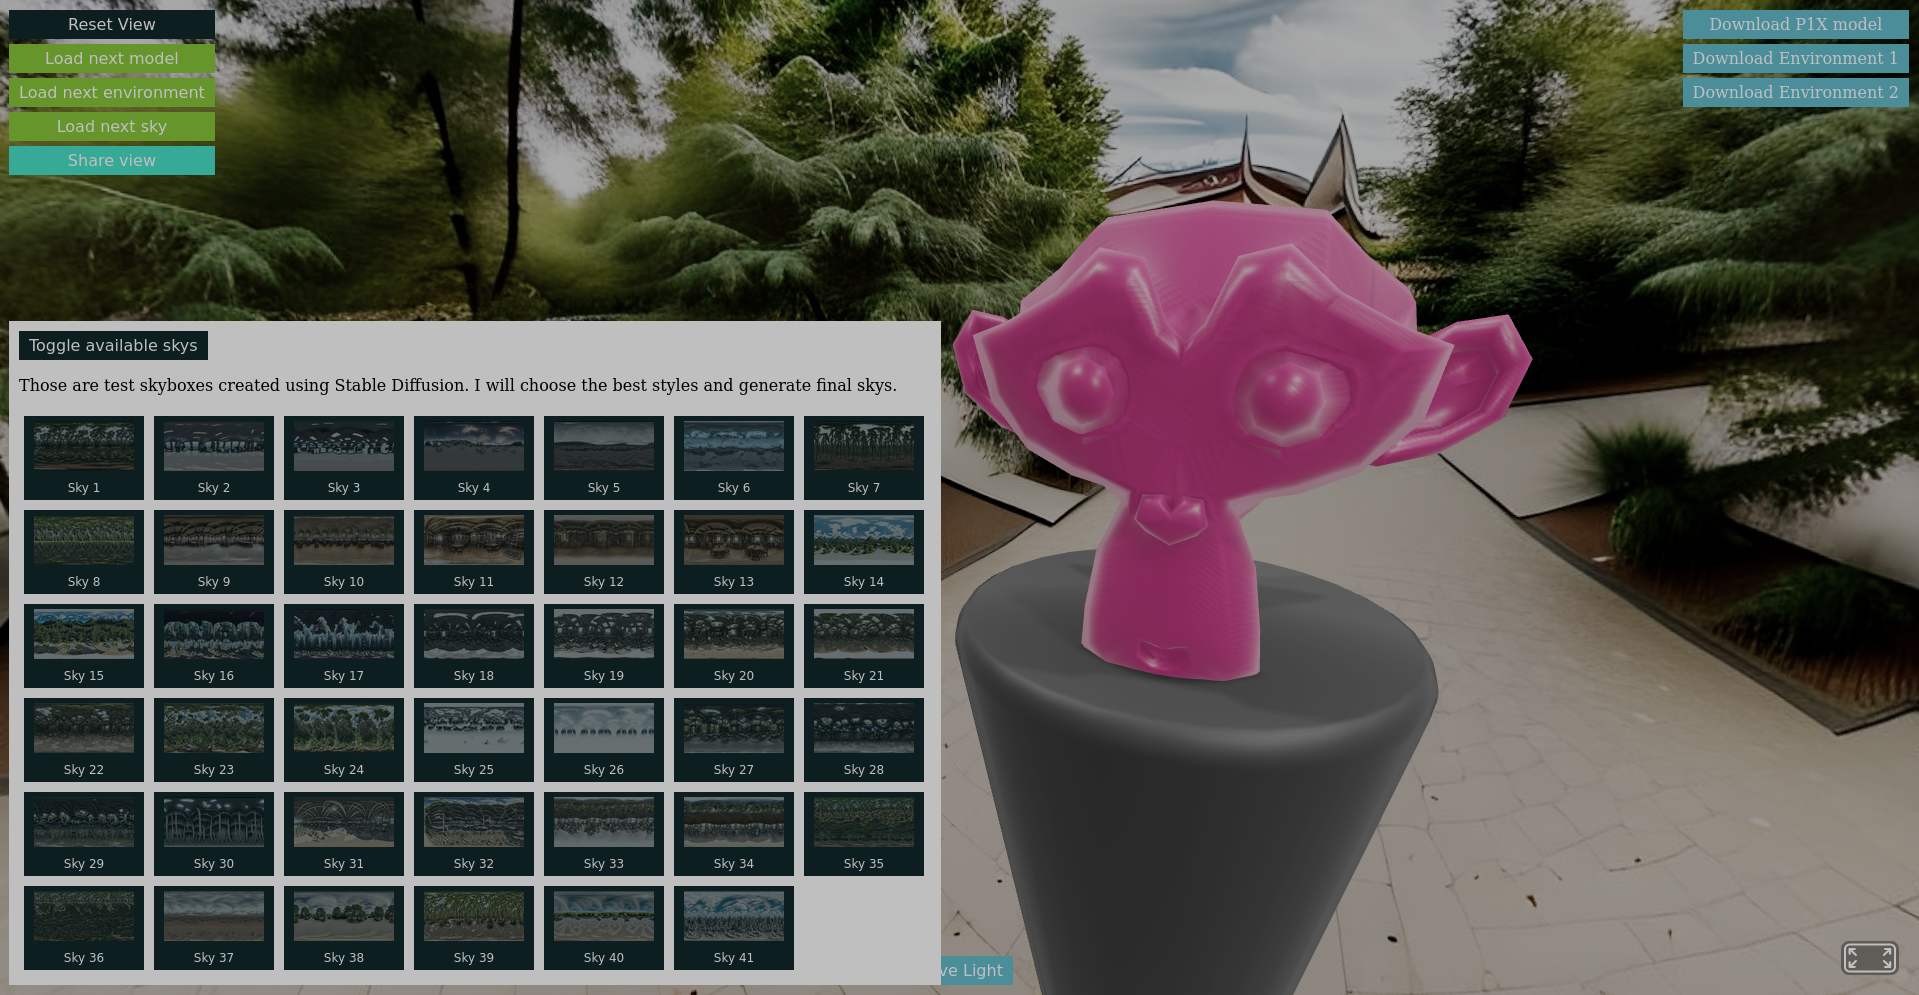 Reset View
Load next model
Load next environment
Load next sky
Share view
Download P1X model
Download Environment 1
Download Environment 2
Toggle available skys
Those are test skyboxes created using Stable Diffusion. I will choose the best styles and generate final skys.
Sky 1
Sky 2
Sky 3
Sky 4
Sky 5
Sky 6
Sky 7
Sky 8
Sky 9
Sky 10
Sky 11
Sky 12
Sky 13
Sky 14
Sky 15
Sky 16
Sky 17
Sky 18
Sky 19
Sky 20
Sky 21
Sky 22
Sky 23
Sky 24
Sky 25
Sky 26
Sky 27
Sky 28
Sky 29
Sky 30
Sky 31
Sky 32
Sky 33
Sky 34
Sky 35
Sky 36
Sky 37
Sky 38
Sky 39
Sky 40
Sky 41
ve Light